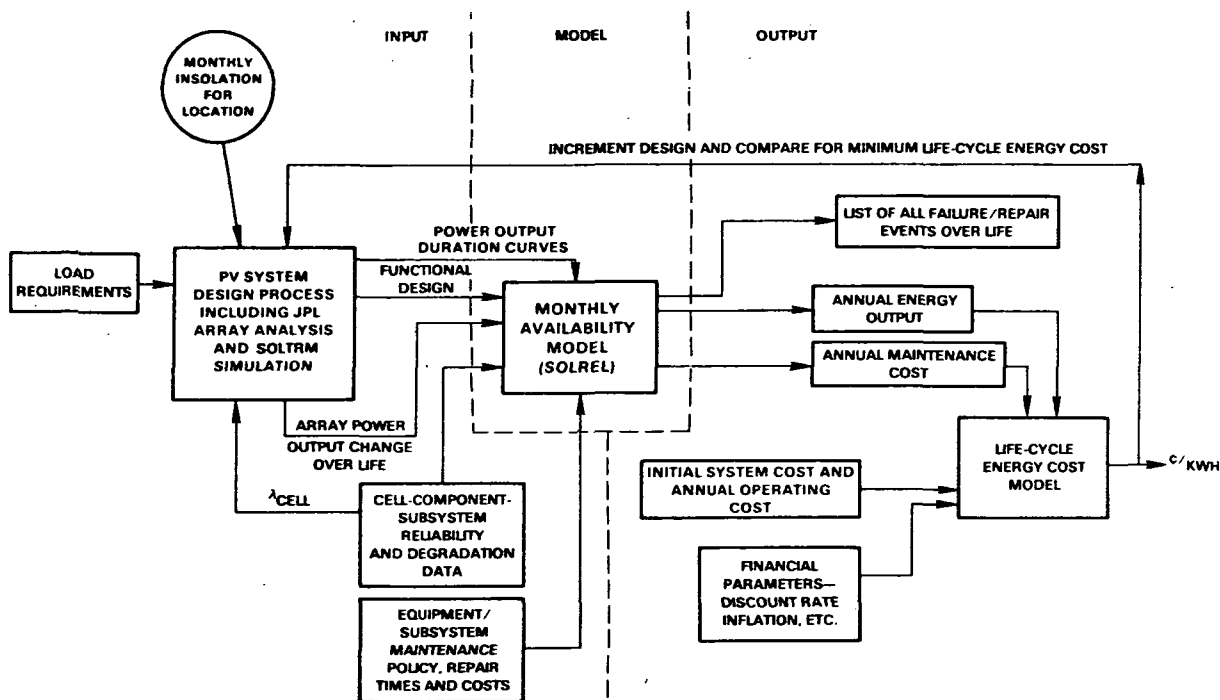 INPUT
MODEL
OUTPUT
MONTHLY
INSOLATION
FOR
LOCATION
INCREMENT DESIGN AND COMPARE FOR MINIMUM LIFE-CYCLE ENERGY COST
LOAD
REQUIREMENTS
PV SYSTEM
DESIGN PROCESS
INCLUDING JPL
ARRAY ANALYSIS
AND SOLTRM
SIMULATION
POWER OUTPUT
DURATION CURVES
FUNCTIONAL
DESIGN
MONTHLY
AVAILABILITY
MODEL
(SOLREL)
LIST OF ALL FAILURE/REPAIR
EVENTS OVER LIFE
ANNUAL ENERGY
OUTPUT
ANNUAL MAINTENANCE
COST
ARRAY POWER
OUTPUT CHANGE
OVER LIFE
λCELL
CELL-COMPONENT-
SUBSYSTEM
RELIABILITY
AND DEGRADATION
DATA
EQUIPMENT/
SUBSYSTEM
MAINTENANCE
POLICY, REPAIR
TIMES AND COSTS
INITIAL SYSTEM COST AND
ANNUAL OPERATING
COST
LIFE-CYCLE
ENERGY COST
MODEL
c/KWH
FINANCIAL
PARAMETERS—
DISCOUNT RATE
INFLATION, ETC.